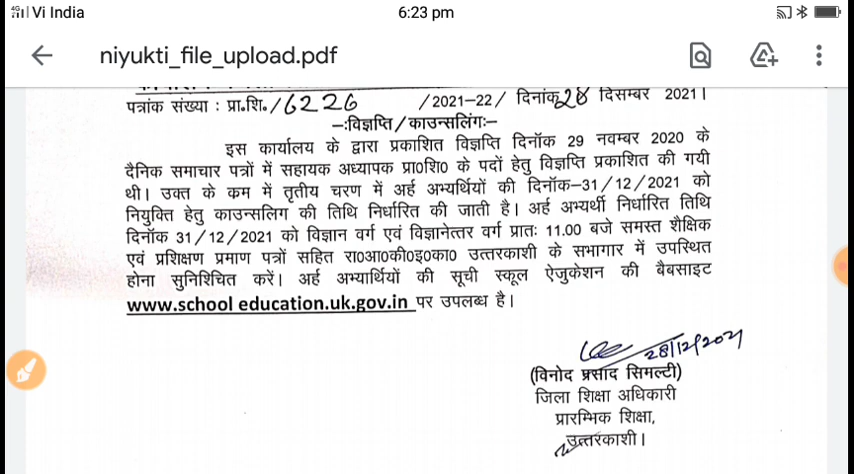 4G Vi India 6:23 pm
niyukti_file_upload.pdf
पत्रांक संख्या : प्रा.शि./6226 /2021-22/ दिनांक 28 दिसम्बर 2021।
-:विज्ञप्ति/काउन्सलिंग:-
इस कार्यालय के द्वारा प्रकाशित विज्ञप्ति दिनॉक 29 नवम्बर 2020 के
दैनिक समाचार पत्रों में सहायक अध्यापक प्रा0शि0 के पदों हेतु विज्ञप्ति प्रकाशित की गयी
थी। उक्त के कम में तृतीय चरण में अर्ह अभ्यर्थियों की दिनॉक-31/12/2021 को
नियुक्ति हेतु काउन्सलिग की तिथि निर्धारित की जाती है। अर्ह अभ्यर्थी निर्धारित तिथि
दिनॉक 31/12/2021 को विज्ञान वर्ग एवं विज्ञानेत्तर वर्ग प्रातः 11.00 बजे समस्त शैक्षिक
एवं प्रशिक्षण प्रमाण पत्रों सहित रा0आ0की0इ0का0 उत्तरकाशी के सभागार में उपस्थित
होना सुनिश्चित करें। अर्ह अभ्यार्थियों की सूची स्कूल ऐजुकेशन की बैबसाइट
www.school education.uk.gov.in पर उपलब्ध है।
28/12/2021
(विनोद प्रसाद सिमल्टी)
जिला शिक्षा अधिकारी
प्रारम्भिक शिक्षा,
उत्तरकाशी।